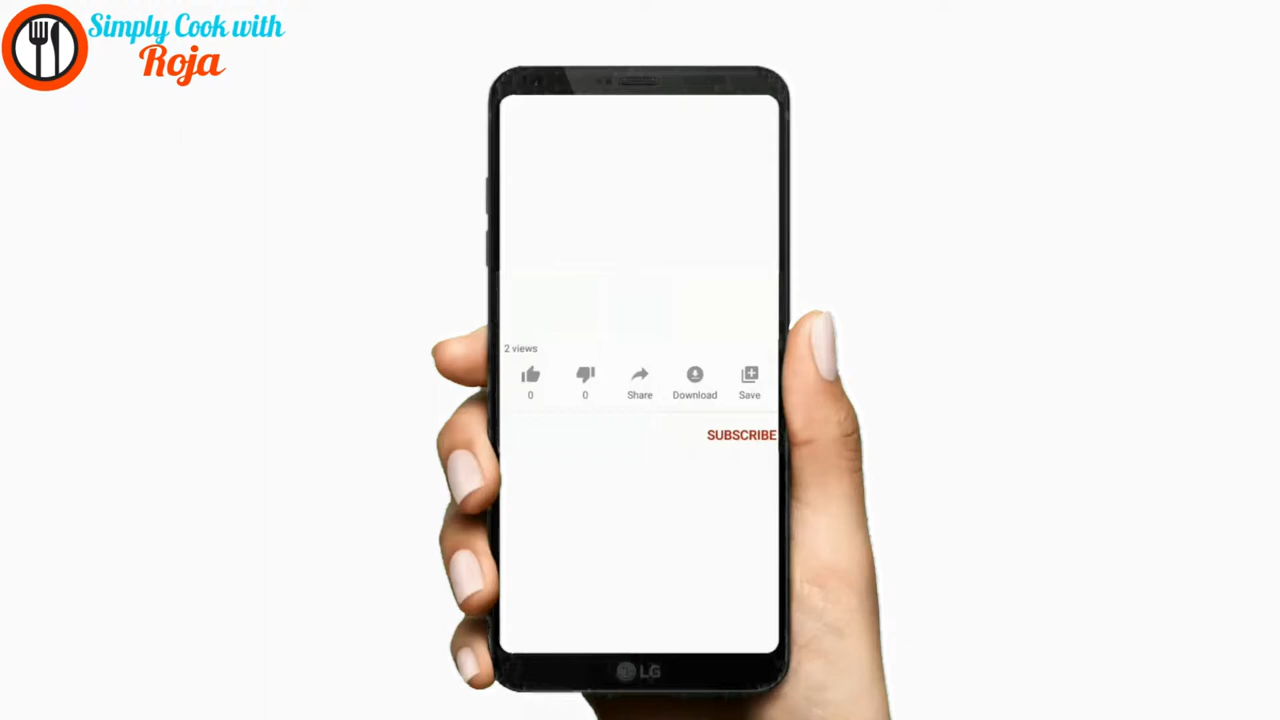 Simply Cook with
Roja
2 views
0 0 Share Download Save
SUBSCRIBE
LG